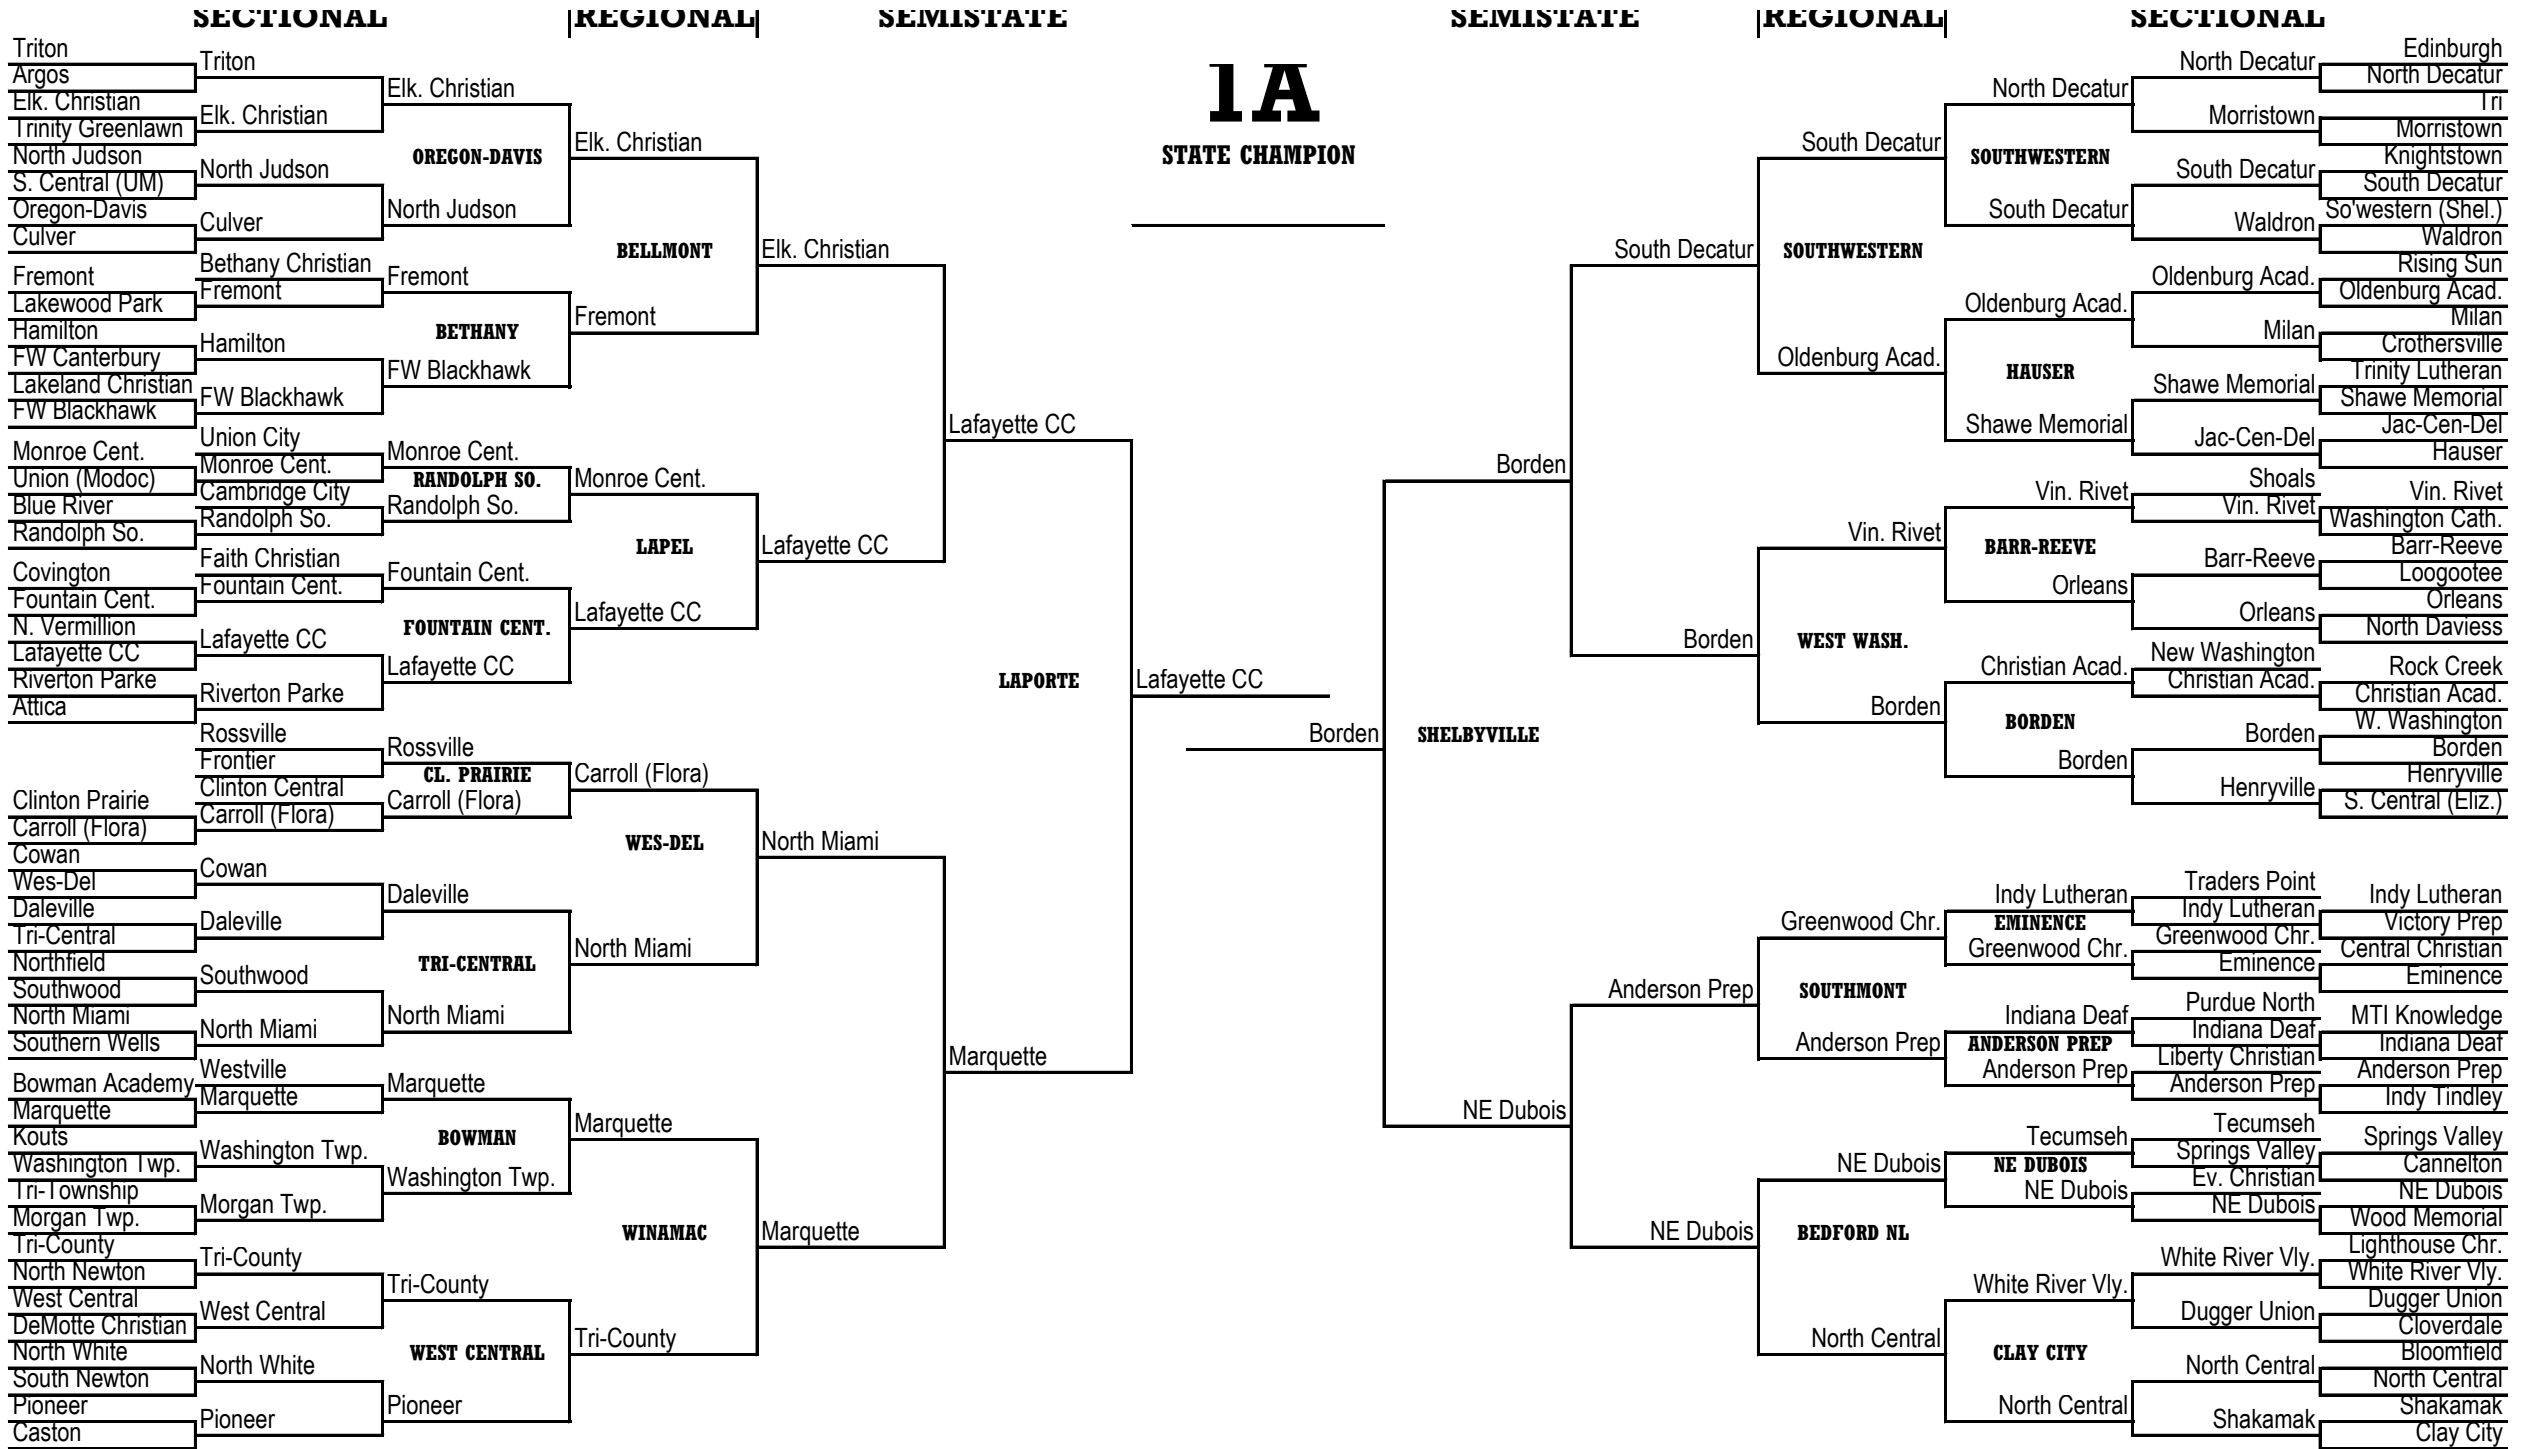 SECTIONAL
REGIONAL
SEMISTATE
SEMISTATE
REGIONAL
SECTIONAL
1A
STATE CHAMPION
Triton
Argos
Elk. Christian
Trinity Greenlawn
North Judson
S. Central (UM)
Oregon-Davis
Culver
Fremont
Lakewood Park
Hamilton
FW Canterbury
Lakeland Christian
FW Blackhawk
Monroe Cent.
Union (Modoc)
Blue River
Randolph So.
Covington
Fountain Cent.
N. Vermillion
Lafayette CC
Riverton Parke
Attica
Clinton Prairie
Carroll (Flora)
Cowan
Wes-Del
Daleville
Tri-Central
Northfield
Southwood
North Miami
Southern Wells
Bowman Academy
Marquette
Kouts
Washington Twp.
Tri-Township
Morgan Twp.
Tri-County
North Newton
West Central
DeMotte Christian
North White
South Newton
Pioneer
Caston
Triton
Elk. Christian
North Judson
Culver
Bethany Christian
Fremont
Hamilton
FW Blackhawk
Union City
Monroe Cent.
Cambridge City
Randolph So.
Faith Christian
Fountain Cent.
Lafayette CC
Riverton Parke
Rossville
Frontier
Clinton Central
Carroll (Flora)
Cowan
Daleville
Southwood
North Miami
Westville
Marquette
Washington Twp.
Morgan Twp.
Tri-County
West Central
North White
Pioneer
Elk. Christian
OREGON-DAVIS
North Judson
Fremont
BETHANY
FW Blackhawk
Monroe Cent.
RANDOLPH SO.
Randolph So.
Fountain Cent.
FOUNTAIN CENT.
Lafayette CC
Rossville
CL. PRAIRIE
Carroll (Flora)
Daleville
TRI-CENTRAL
North Miami
Marquette
BOWMAN
Washington Twp.
Tri-County
WEST CENTRAL
Pioneer
Elk. Christian
BELLMONT
Fremont
Monroe Cent.
LAPEL
Lafayette CC
Carroll (Flora)
WES-DEL
North Miami
Marquette
WINAMAC
Tri-County
Elk. Christian
Lafayette CC
North Miami
Marquette
Lafayette CC
LAPORTE
Marquette
Lafayette CC
Borden
Borden
SHELBYVILLE
NE Dubois
South Decatur
Borden
Anderson Prep
NE Dubois
South Decatur
SOUTHWESTERN
Oldenburg Acad.
Vin. Rivet
WEST WASH.
Borden
Greenwood Chr.
SOUTHMONT
Anderson Prep
NE Dubois
BEDFORD NL
North Central
North Decatur
SOUTHWESTERN
South Decatur
Oldenburg Acad.
HAUSER
Shawe Memorial
Vin. Rivet
BARR-REEVE
Orleans
Christian Acad.
BORDEN
Borden
Indy Lutheran
EMINENCE
Greenwood Chr.
Indiana Deaf
ANDERSON PREP
Anderson Prep
Tecumseh
NE DUBOIS
NE Dubois
White River Vly.
CLAY CITY
North Central
North Decatur
Morristown
South Decatur
Waldron
Oldenburg Acad.
Milan
Shawe Memorial
Jac-Cen-Del
Shoals
Vin. Rivet
Barr-Reeve
Orleans
New Washington
Christian Acad.
Borden
Henryville
Traders Point
Indy Lutheran
Greenwood Chr.
Eminence
Purdue North
Indiana Deaf
Liberty Christian
Anderson Prep
Tecumseh
Springs Valley
Ev. Christian
NE Dubois
White River Vly.
Dugger Union
North Central
Shakamak
Edinburgh
North Decatur
Tri
Morristown
Knightstown
South Decatur
So'western (Shel.)
Waldron
Rising Sun
Oldenburg Acad.
Milan
Crothersville
Trinity Lutheran
Shawe Memorial
Jac-Cen-Del
Hauser
Vin. Rivet
Washington Cath.
Barr-Reeve
Loogootee
Orleans
North Daviess
Rock Creek
Christian Acad.
W. Washington
Borden
Henryville
S. Central (Eliz.)
Indy Lutheran
Victory Prep
Central Christian
Eminence
MTI Knowledge
Indiana Deaf
Anderson Prep
Indy Tindley
Springs Valley
Cannelton
NE Dubois
Wood Memorial
Lighthouse Chr.
White River Vly.
Dugger Union
Cloverdale
Bloomfield
North Central
Shakamak
Clay City